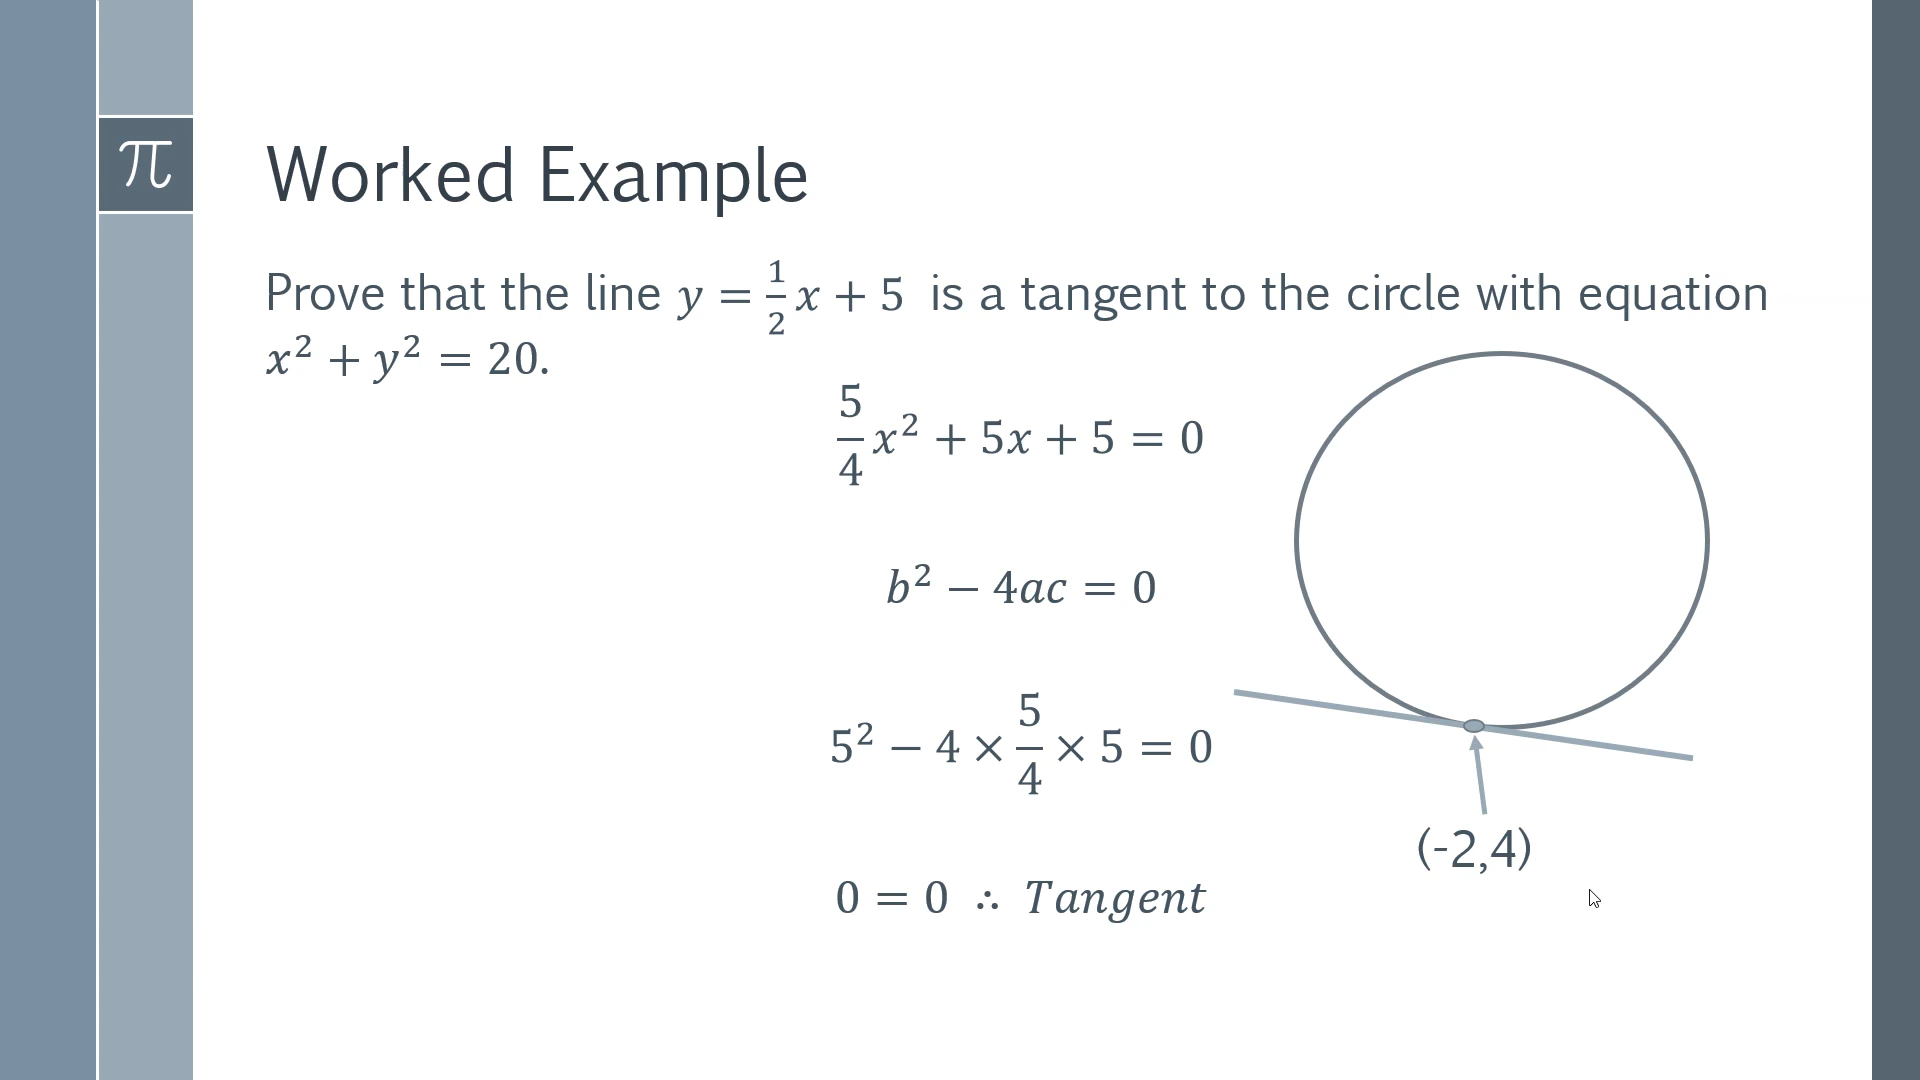 π
Worked Example
Prove that the line y = 1/2 x + 5 is a tangent to the circle with equation
x² + y² = 20.
5/4 x² + 5x + 5 = 0
b² − 4ac = 0
5² − 4 × 5/4 × 5 = 0
0 = 0 ∴ Tangent
(-2,4)